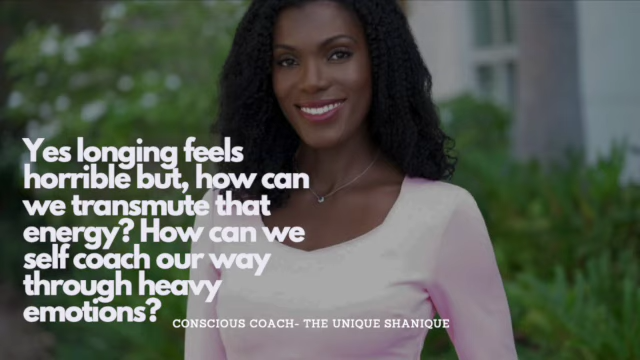 Yes longing feels
horrible but, how can
we transmute that
energy? How can we
self coach our way
through heavy
emotions?
CONSCIOUS COACH- THE UNIQUE SHANIQUE